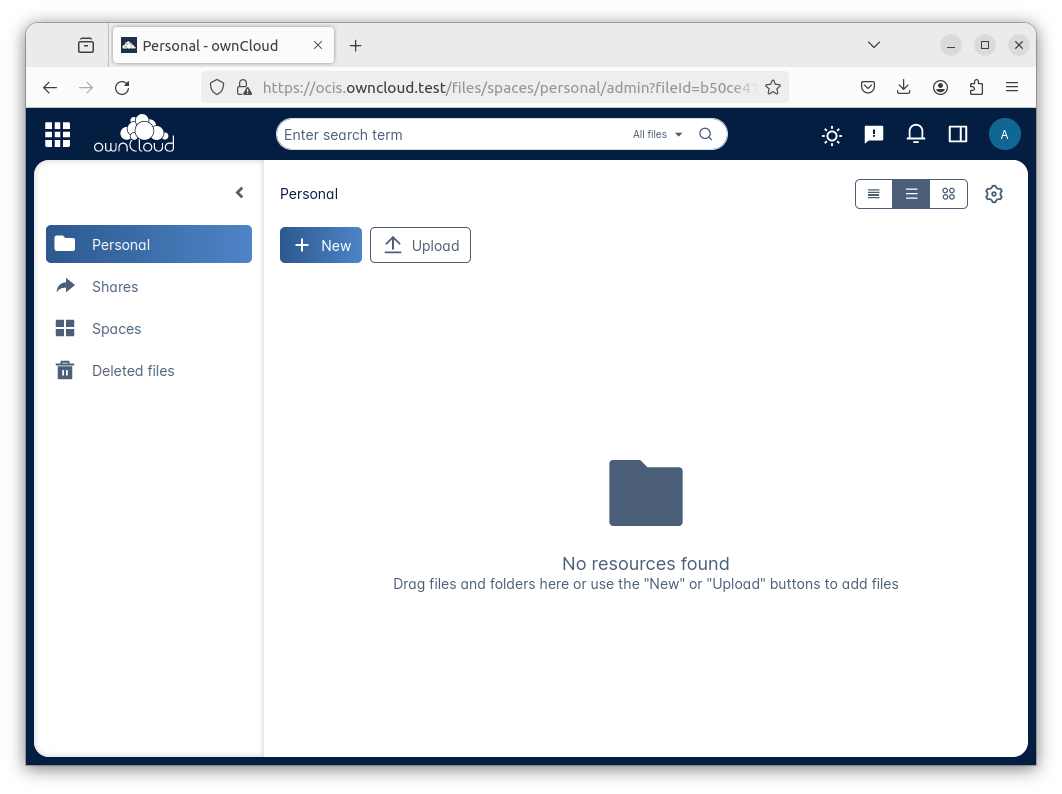 Personal - ownCloud
https://ocis.owncloud.test/files/spaces/personal/admin?fileId=b50ce41
ownCloud
Enter search term
All files
A
Personal
Personal
Shares
Spaces
Deleted files
New
Upload
No resources found
Drag files and folders here or use the "New" or "Upload" buttons to add files